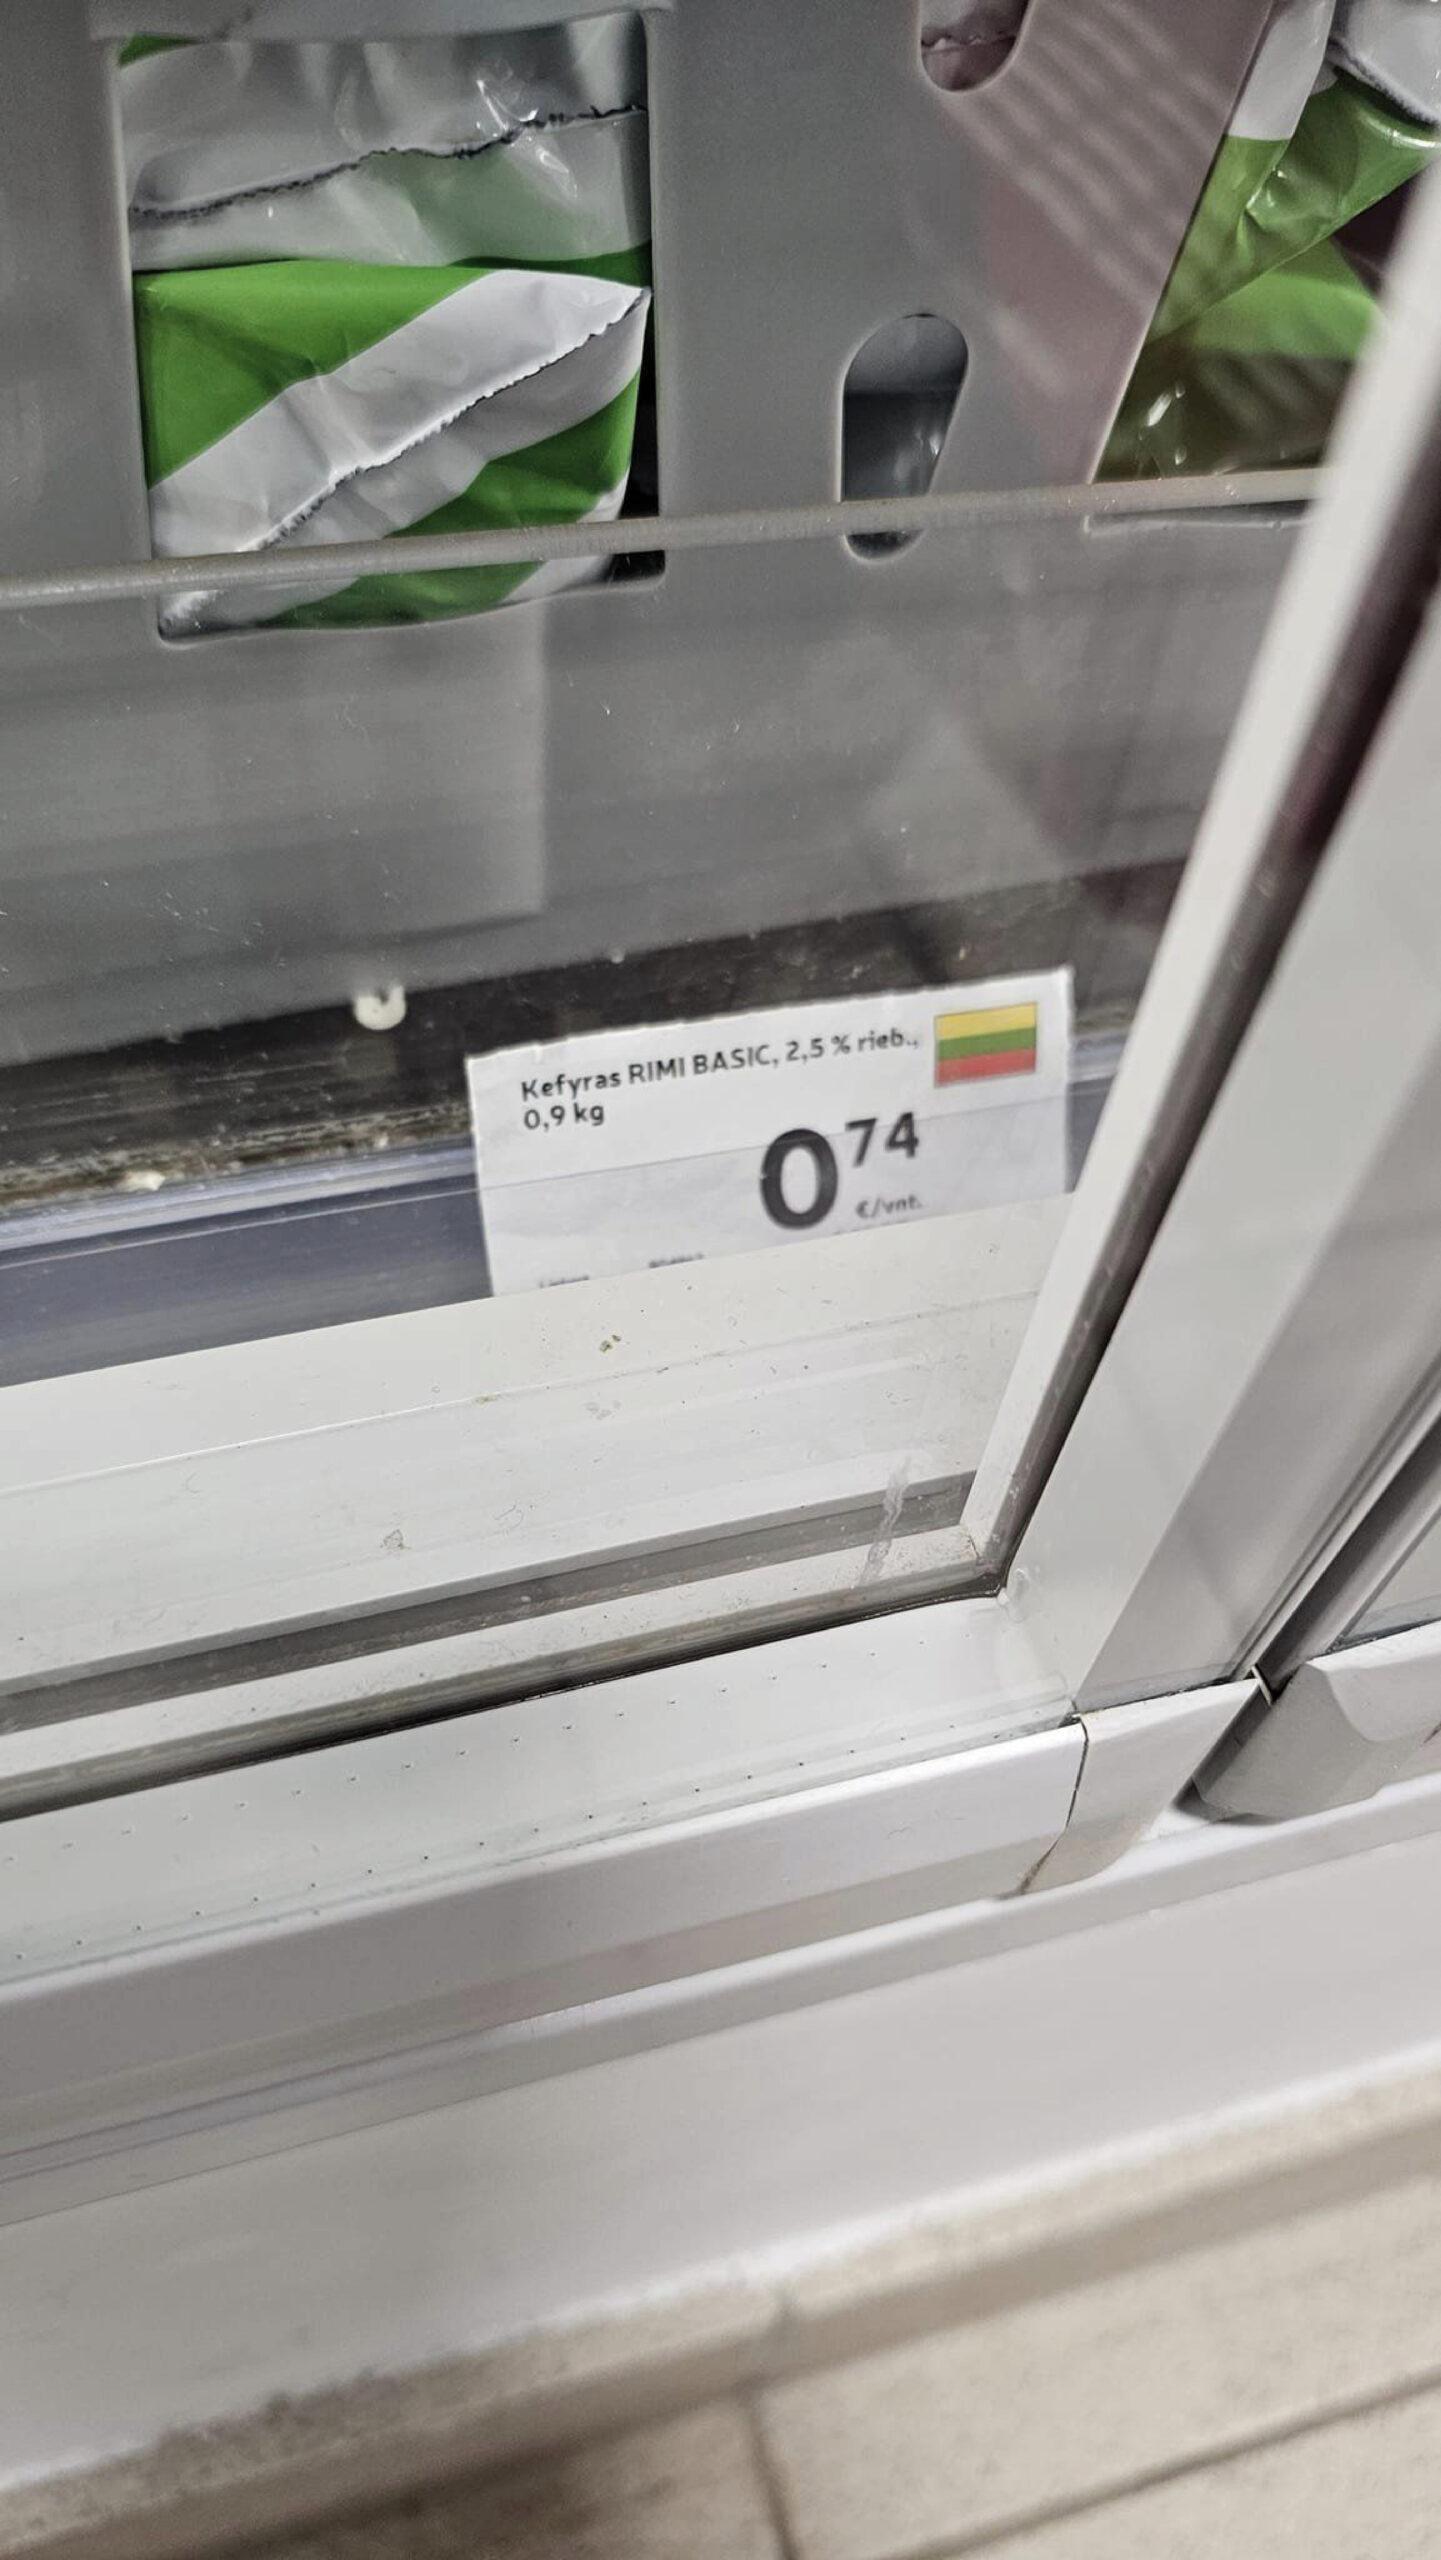 Kefyras RIMI BASIC, 2,5 % rieb.,
0,9 kg
0 74
€/vnt.